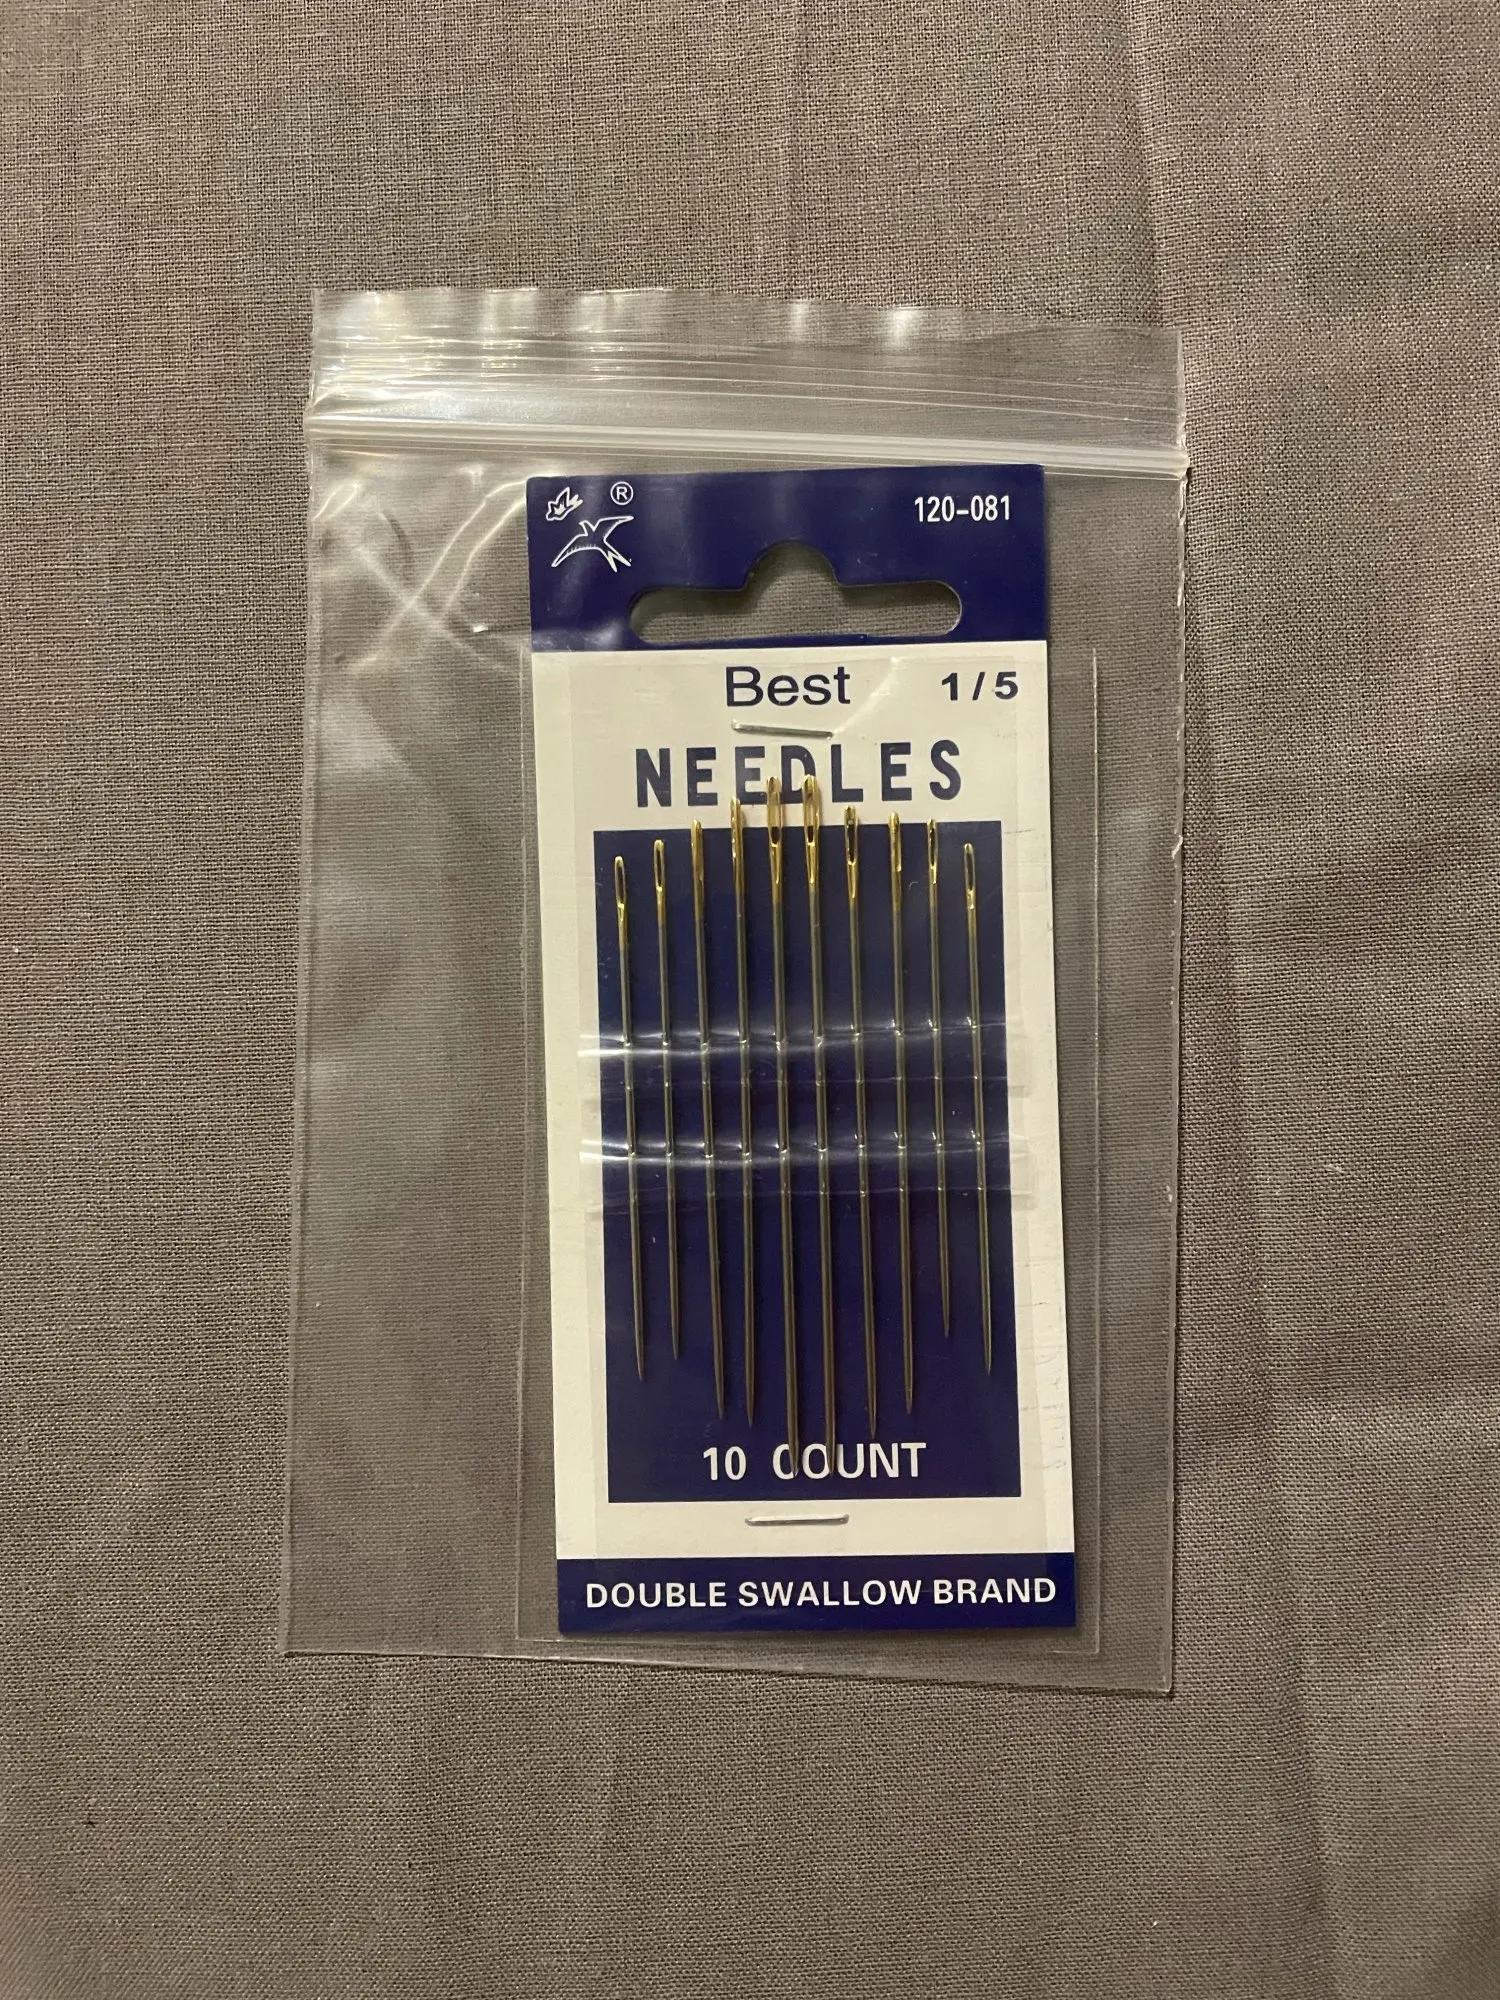 ®
120-081
Best 1/5
NEEDLES
10 COUNT
DOUBLE SWALLOW BRAND